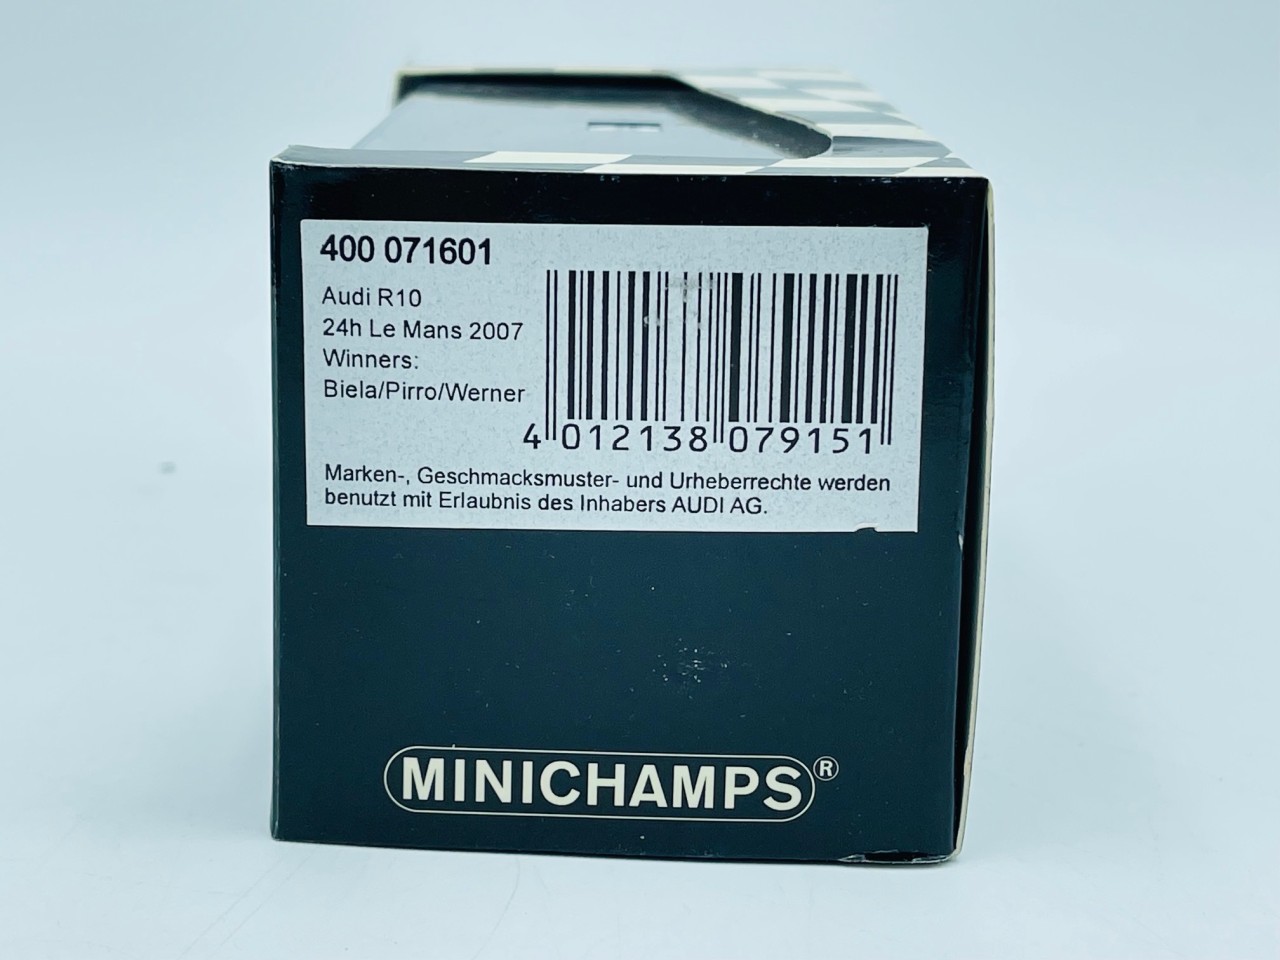 400 071601
Audi R10
24h Le Mans 2007
Winners:
Biela/Pirro/Werner
4 012138 079151
Marken-, Geschmacksmuster- und Urheberrechte werden
benutzt mit Erlaubnis des Inhabers AUDI AG.
MINICHAMPS®